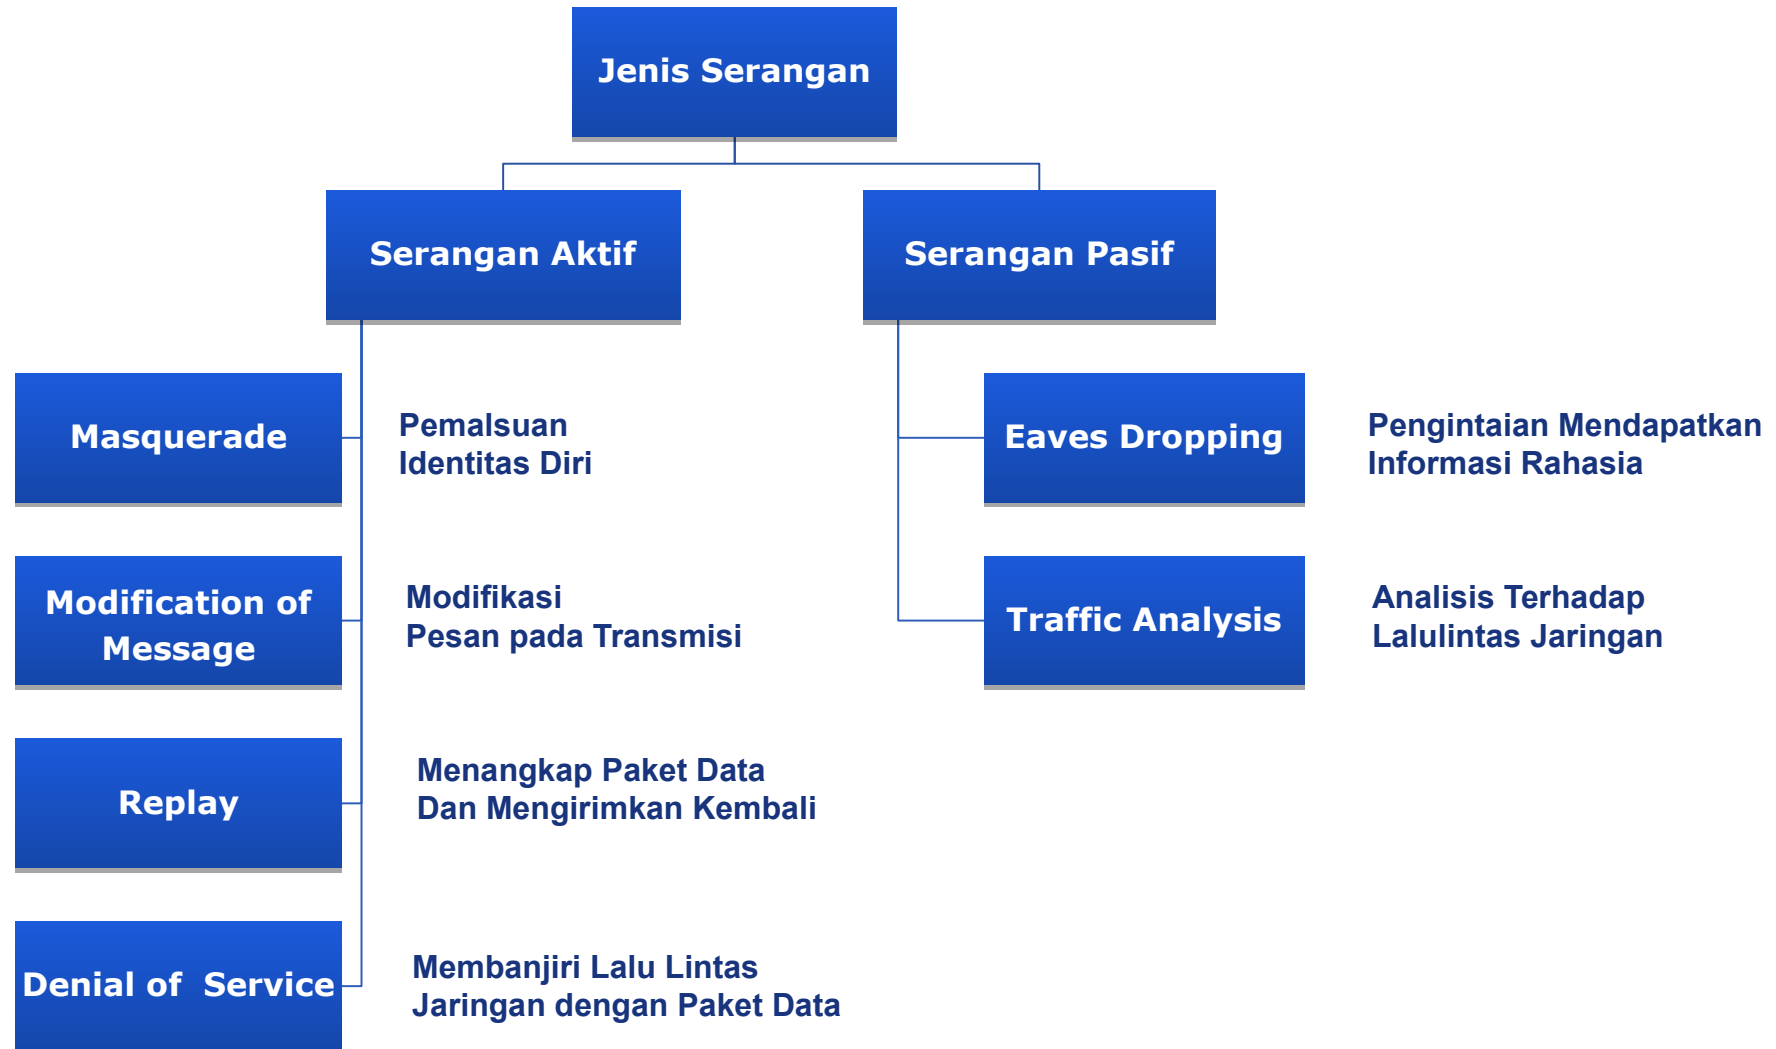 Jenis Serangan
Serangan Aktif
Serangan Pasif
Masquerade
Pemalsuan
Identitas Diri
Eaves Dropping
Pengintaian Mendapatkan
Informasi Rahasia
Modification of
Message
Modifikasi
Pesan pada Transmisi
Traffic Analysis
Analisis Terhadap
Lalulintas Jaringan
Replay
Menangkap Paket Data
Dan Mengirimkan Kembali
Denial of  Service
Membanjiri Lalu Lintas
Jaringan dengan Paket Data